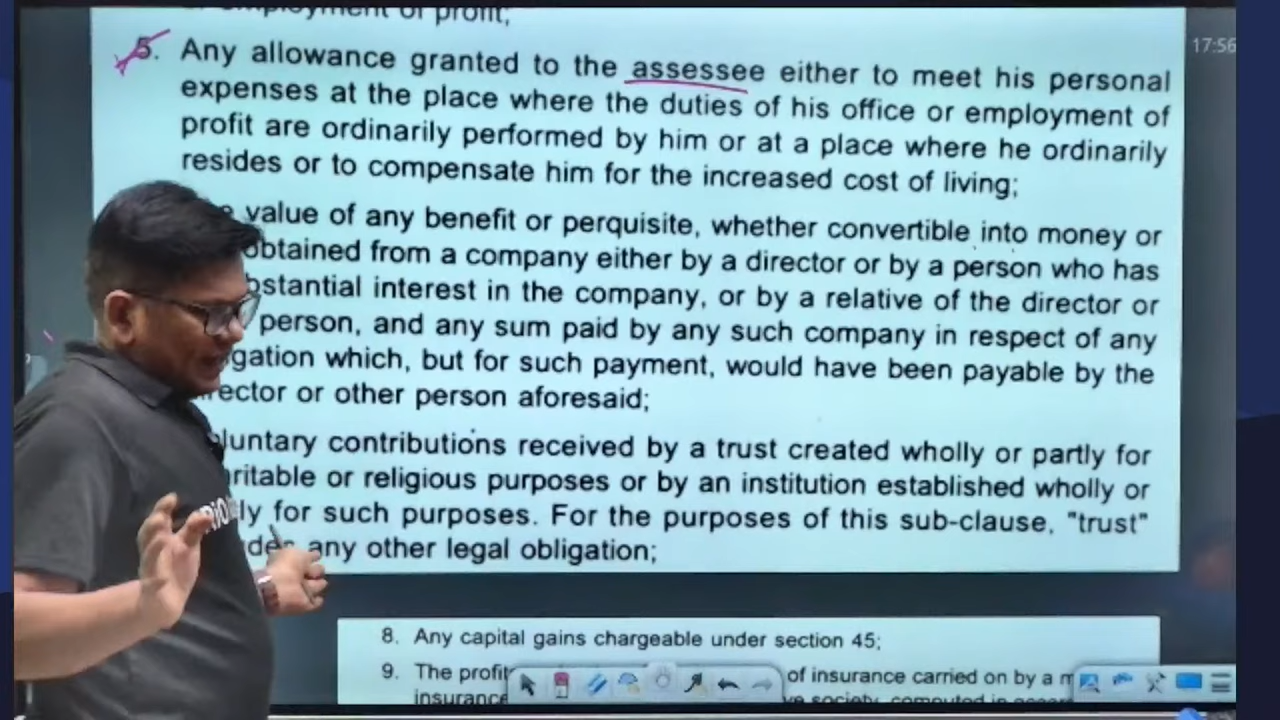 employment of profit;
17:56
5. Any allowance granted to the assessee either to meet his personal
expenses at the place where the duties of his office or employment of
profit are ordinarily performed by him or at a place where he ordinarily
resides or to compensate him for the increased cost of living;
value of any benefit or perquisite, whether convertible into money or
obtained from a company either by a director or by a person who has
interest in the company, or by a relative of the director or
person, and any sum paid by any such company in respect of any
which, but for such payment, would have been payable by the
or other person aforesaid;
contributions received by a trust created wholly or partly for
or religious purposes or by an institution established wholly or
for such purposes. For the purposes of this sub-clause, "trust"
any other legal obligation;
8. Any capital gains chargeable under section 45;
9. The of insurance carried on by a
insurance